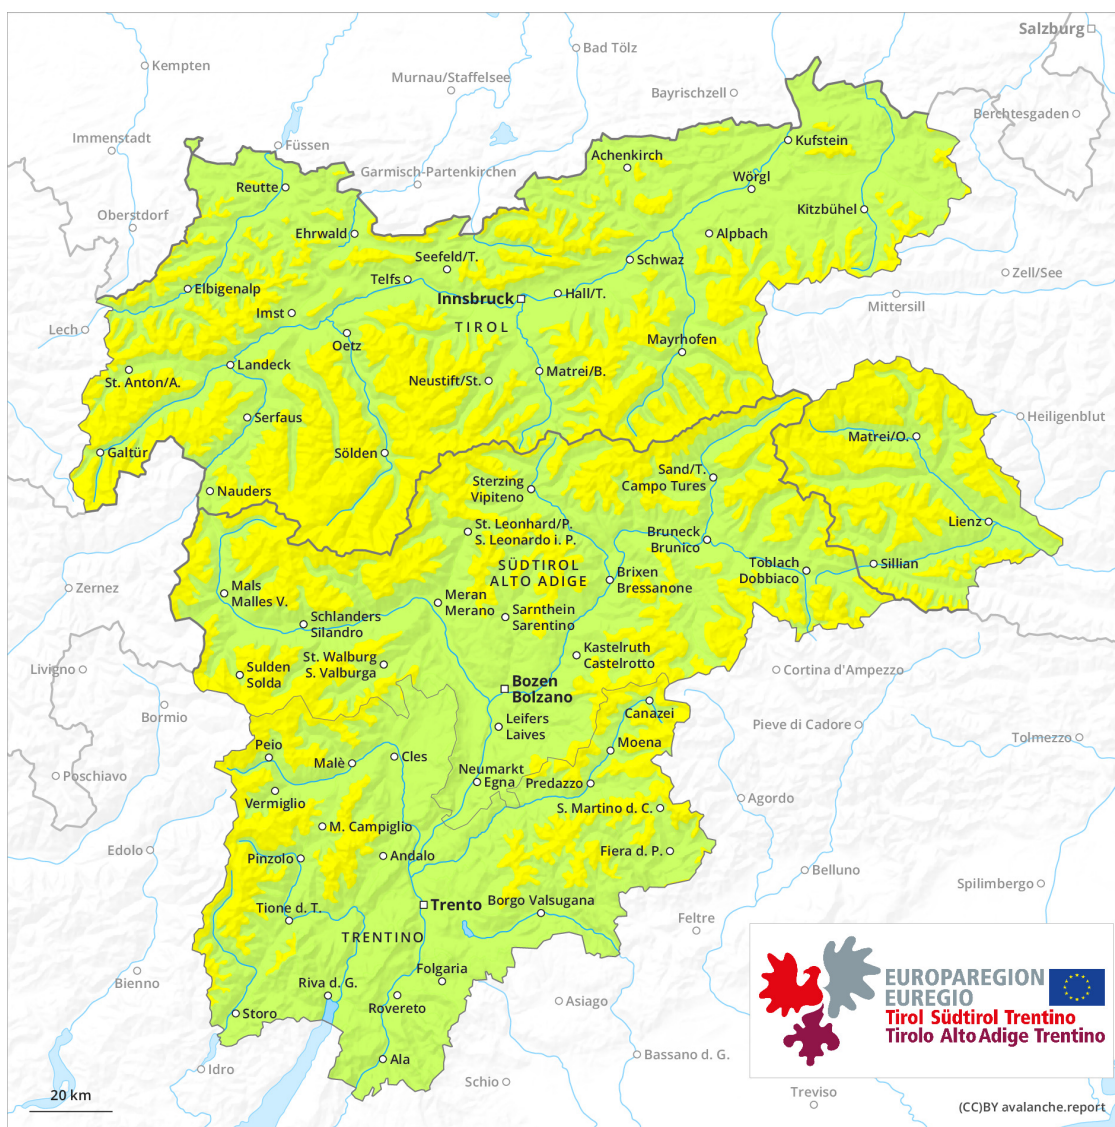 Salzburg
Kempten
Bad Tölz
Murnau/Staffelsee
Bayrischzell
Berchtesgaden
Immenstadt
Füssen
Kufstein
Achenkirch
Garmisch-Partenkirchen
Wörgl
Reutte
Oberstdorf
Kitzbühel
Ehrwald
Alpbach
Seefeld/T.
Schwaz
Zell/See
Telfs
Elbigenalp
Innsbruck
Hall/T.
Mittersill
Imst
TIROL
Lech
Oetz
Mayrhofen
Landeck
Matrei/B.
St. Anton/A.
Neustift/St.
Serfaus
Heiligenblut
Matrei/O.
Galtür
Sölden
Sand/T.
Campo Tures
Sterzing
Vipiteno
Nauders
Lienz
St. Leonhard/P.
S. Leonardo i. P.
Bruneck
Brunico
SÜDTIROL
ALTO ADIGE
Toblach
Dobbiaco
Sillian
Brixen
Bressanone
Zernez
Mals
Malles V.
Meran
Merano
Schlanders
Silandro
Sarnthein
Sarentino
Kastelruth
Castelrotto
St. Walburg
S. Valburga
Livigno
Sulden
Solda
Cortina d'Ampezzo
Bozen
Bolzano
Bormio
Canazei
Leifers
Laives
Pieve di Cadore
Tolmezzo
Peio
Moena
Cles
Malè
Poschiavo
Neumarkt
Egna
Predazzo
Vermiglio
Agordo
S. Martino d. C.
M. Campiglio
Edolo
Pinzolo
Andalo
Fiera d. P.
Belluno
Spilimbergo
Trento
Borgo Valsugana
Tione d. T.
Feltre
TRENTINO
Folgaria
Bienno
Riva d. G.
Rovereto
Asiago
Storo
EUROPAREGION
EUREGIO
Tirol Südtirol Trentino
Tirolo Alto Adige Trentino
Ala
Bassano d. G.
Idro
Schio
Treviso
20 km
(CC)BY avalanche.report